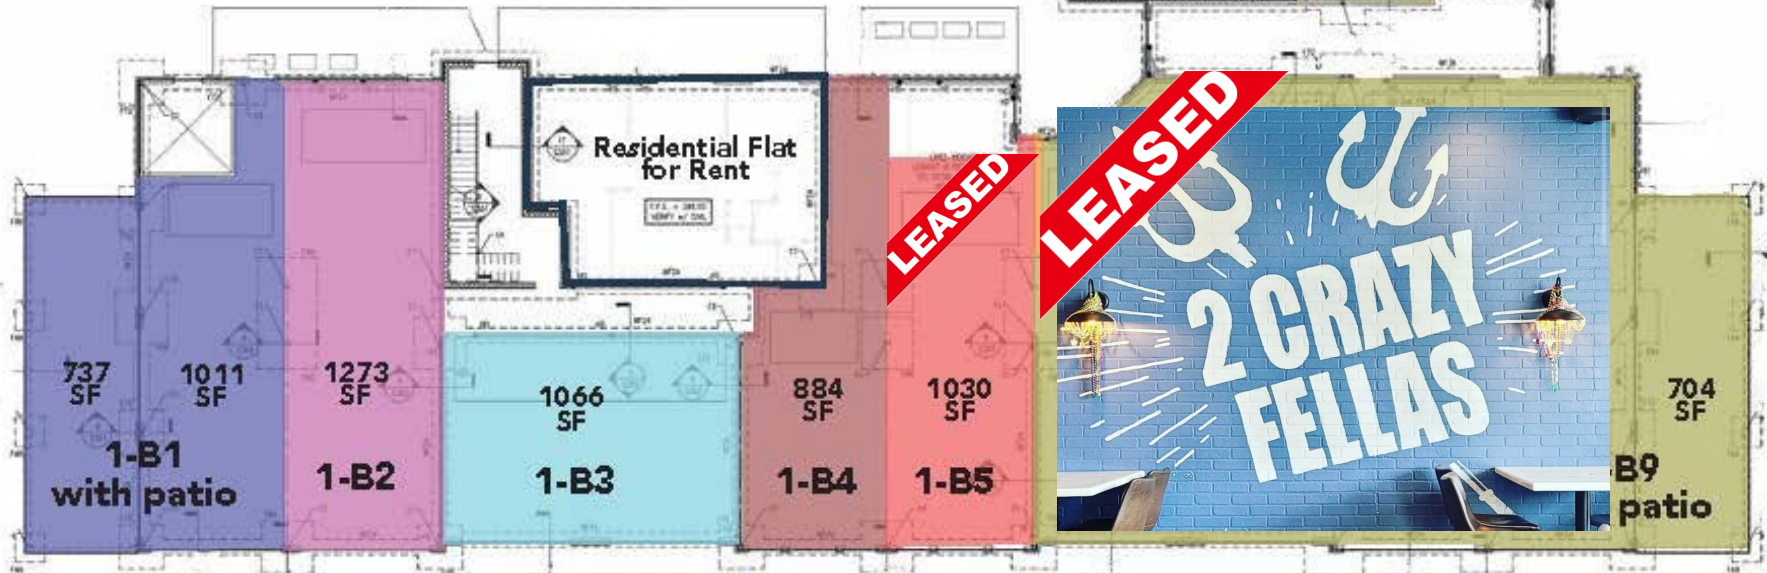 Residential Flat
for Rent
LEASED
LEASED
2 CRAZY
FELLAS
737
SF
1011
SF
1273
SF
1066
SF
884
SF
1030
SF
704
SF
1-B1
with patio
1-B2
1-B3
1-B4
1-B5
B9
patio